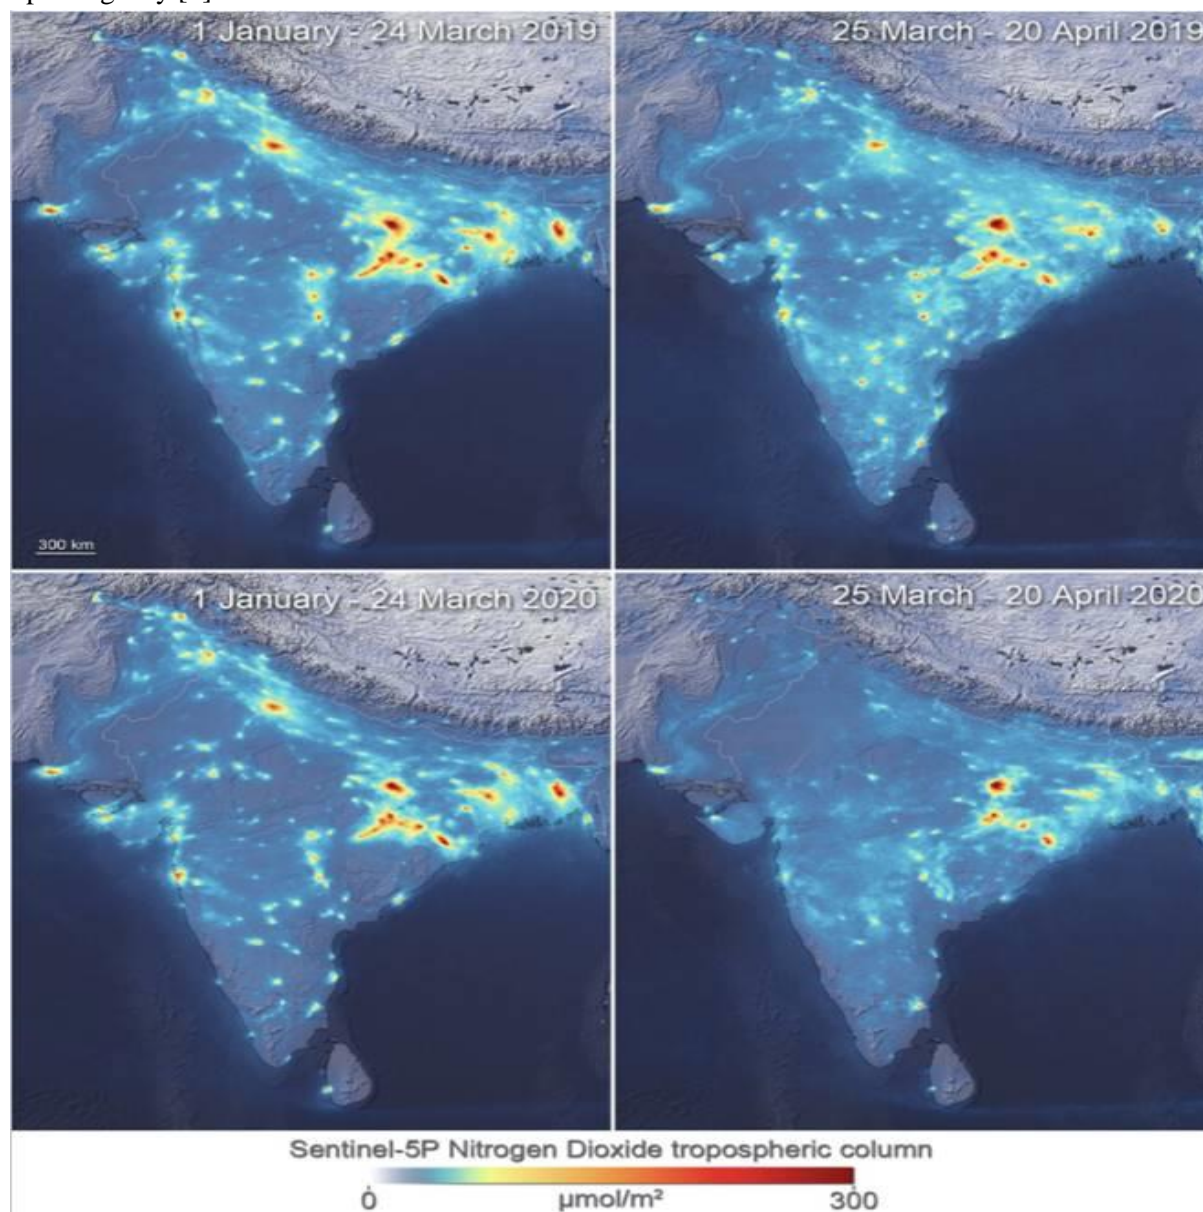 1 January - 24 March 2019
25 March - 20 April 2019
300 km
1 January - 24 March 2020
25 March - 20 April 2020
Sentinel-5P Nitrogen Dioxide tropospheric column
0 µmol/m² 300